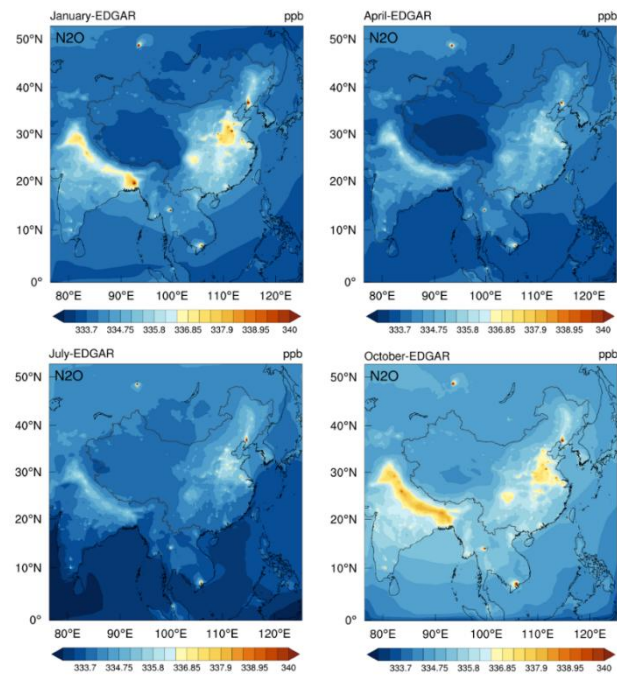 January-EDGAR ppb
N2O
50°N
40°N
30°N
20°N
10°N
0°
80°E 90°E 100°E 110°E 120°E
333.7 334.75 335.8 336.85 337.9 338.95 340
April-EDGAR ppb
N2O
50°N
40°N
30°N
20°N
10°N
0°
80°E 90°E 100°E 110°E 120°E
333.7 334.75 335.8 336.85 337.9 338.95 340
July-EDGAR ppb
N2O
50°N
40°N
30°N
20°N
10°N
0°
80°E 90°E 100°E 110°E 120°E
333.7 334.75 335.8 336.85 337.9 338.95 340
October-EDGAR ppb
N2O
50°N
40°N
30°N
20°N
10°N
0°
80°E 90°E 100°E 110°E 120°E
333.7 334.75 335.8 336.85 337.9 338.95 340